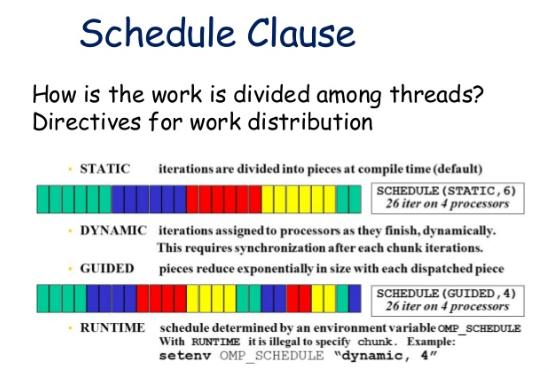 Schedule Clause
How is the work is divided among threads?
Directives for work distribution
• STATIC iterations are divided into pieces at compile time (default)
SCHEDULE(STATIC,6)
26 iter on 4 processors
• DYNAMIC iterations assigned to processors as they finish, dynamically.
This requires synchronization after each chunk iterations.
• GUIDED pieces reduce exponentially in size with each dispatched piece
SCHEDULE(GUIDED,4)
26 iter on 4 processors
• RUNTIME schedule determined by an environment variable OMP_SCHEDULE
With RUNTIME it is illegal to specify chunk. Example:
setenv OMP_SCHEDULE “dynamic, 4”